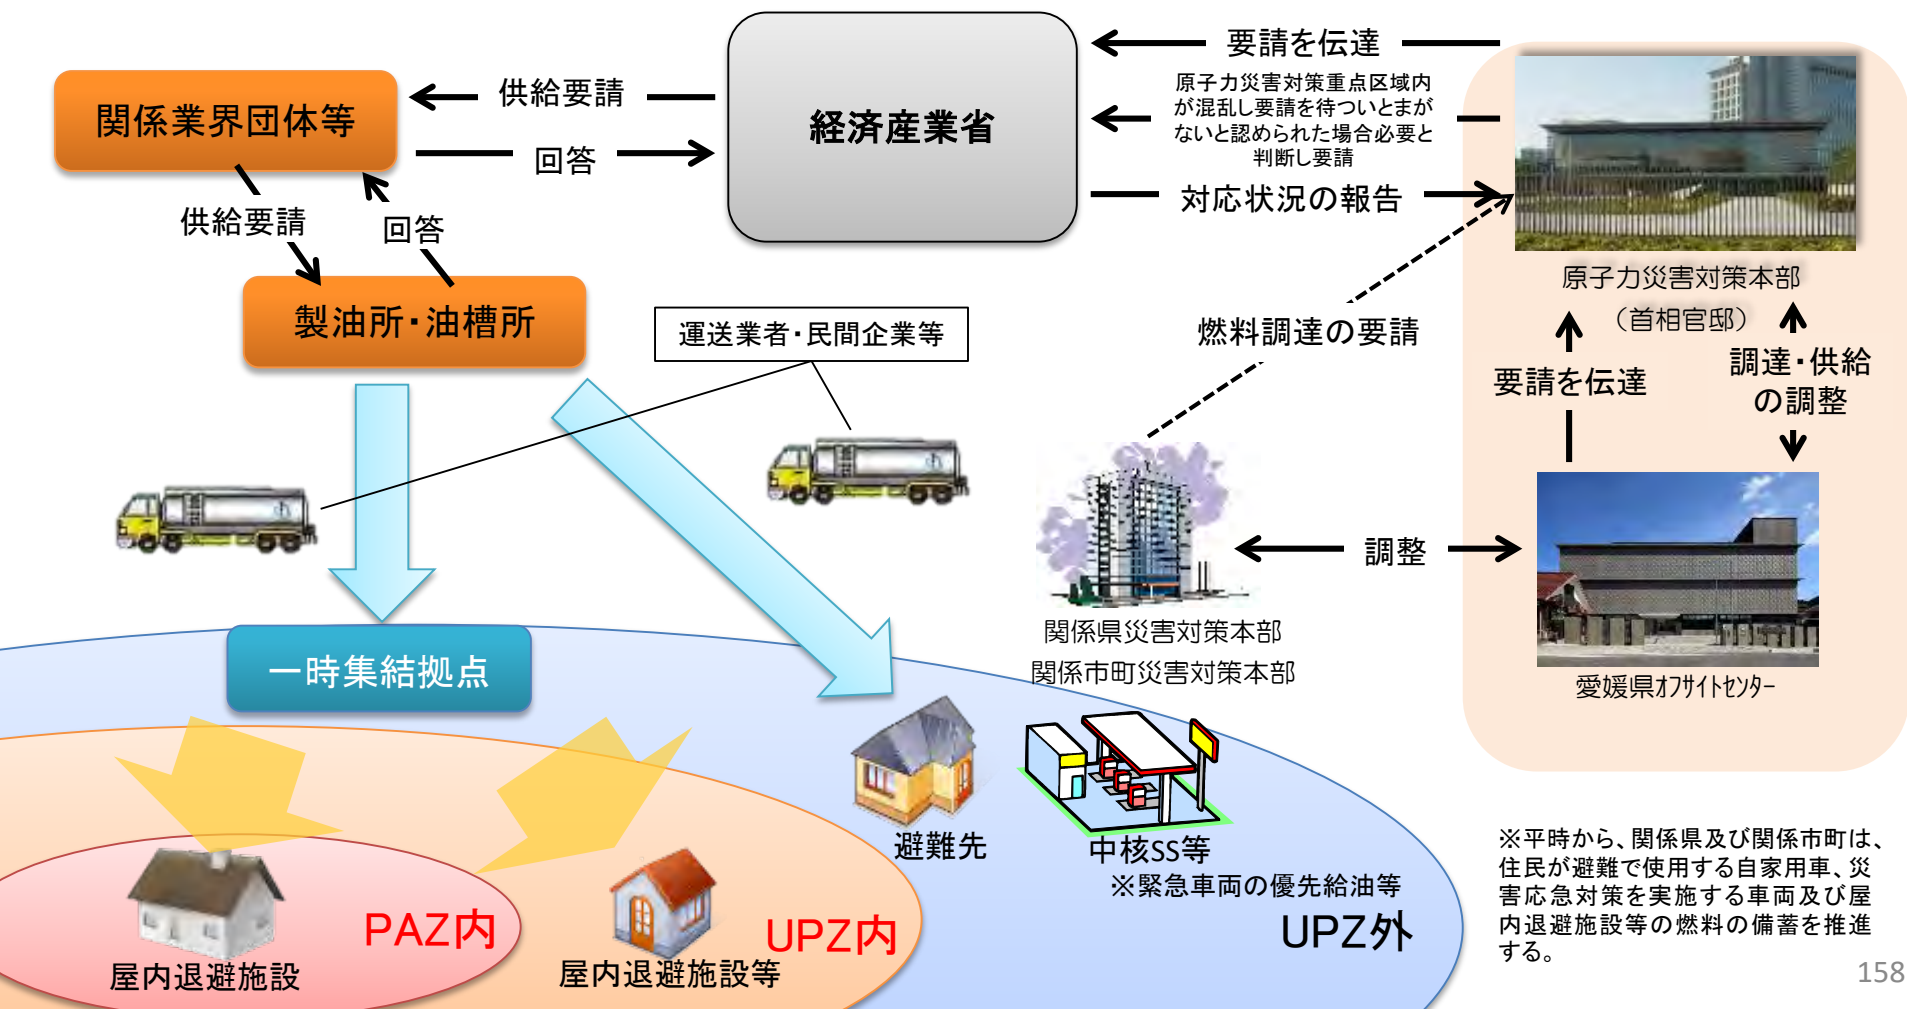 要請を伝達
原子力災害対策重点区域内
が混乱し要請を待ついとまが
ないと認められた場合必要と
判断し要請
対応状況の報告
経済産業省
供給要請
回答
関係業界団体等
供給要請
回答
製油所・油槽所
運送業者・民間企業等
燃料調達の要請
原子力災害対策本部
（首相官邸）
要請を伝達
調達・供給
の調整
調整
関係県災害対策本部
関係市町災害対策本部
愛媛県ｵﾌｻｲﾄｾﾝﾀｰ
一時集結拠点
避難先
中核SS等
※緊急車両の優先給油等
PAZ内
UPZ内
UPZ外
屋内退避施設
屋内退避施設等
※平時から、関係県及び関係市町は、
住民が避難で使用する自家用車、災
害応急対策を実施する車両及び屋
内退避施設等の燃料の備蓄を推進
する。
158